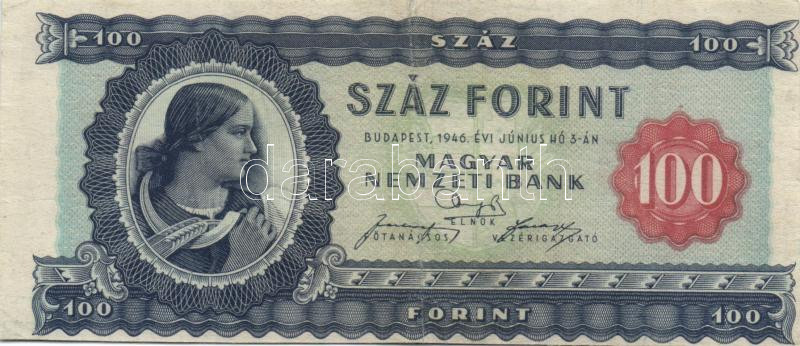 100 SZÁZ 100
SZÁZ FORINT
BUDAPEST, 1946. ÉVI JÚNIUS HÓ 3-ÁN
MAGYAR
NEMZETI BANK
100
ELNÖK
FŐTANÁCSOS VEZÉRIGAZGATÓ
100 FORINT 100
darabanth